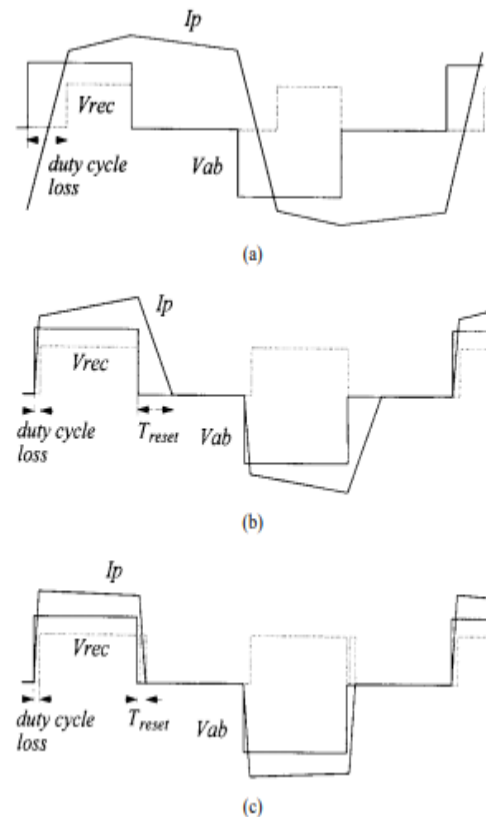 Ip
Vrec
duty cycle
loss
Vab
(a)
Ip
Vrec
duty cycle
loss
Treset
Vab
(b)
Ip
Vrec
duty cycle
loss
Treset
Vab
(c)